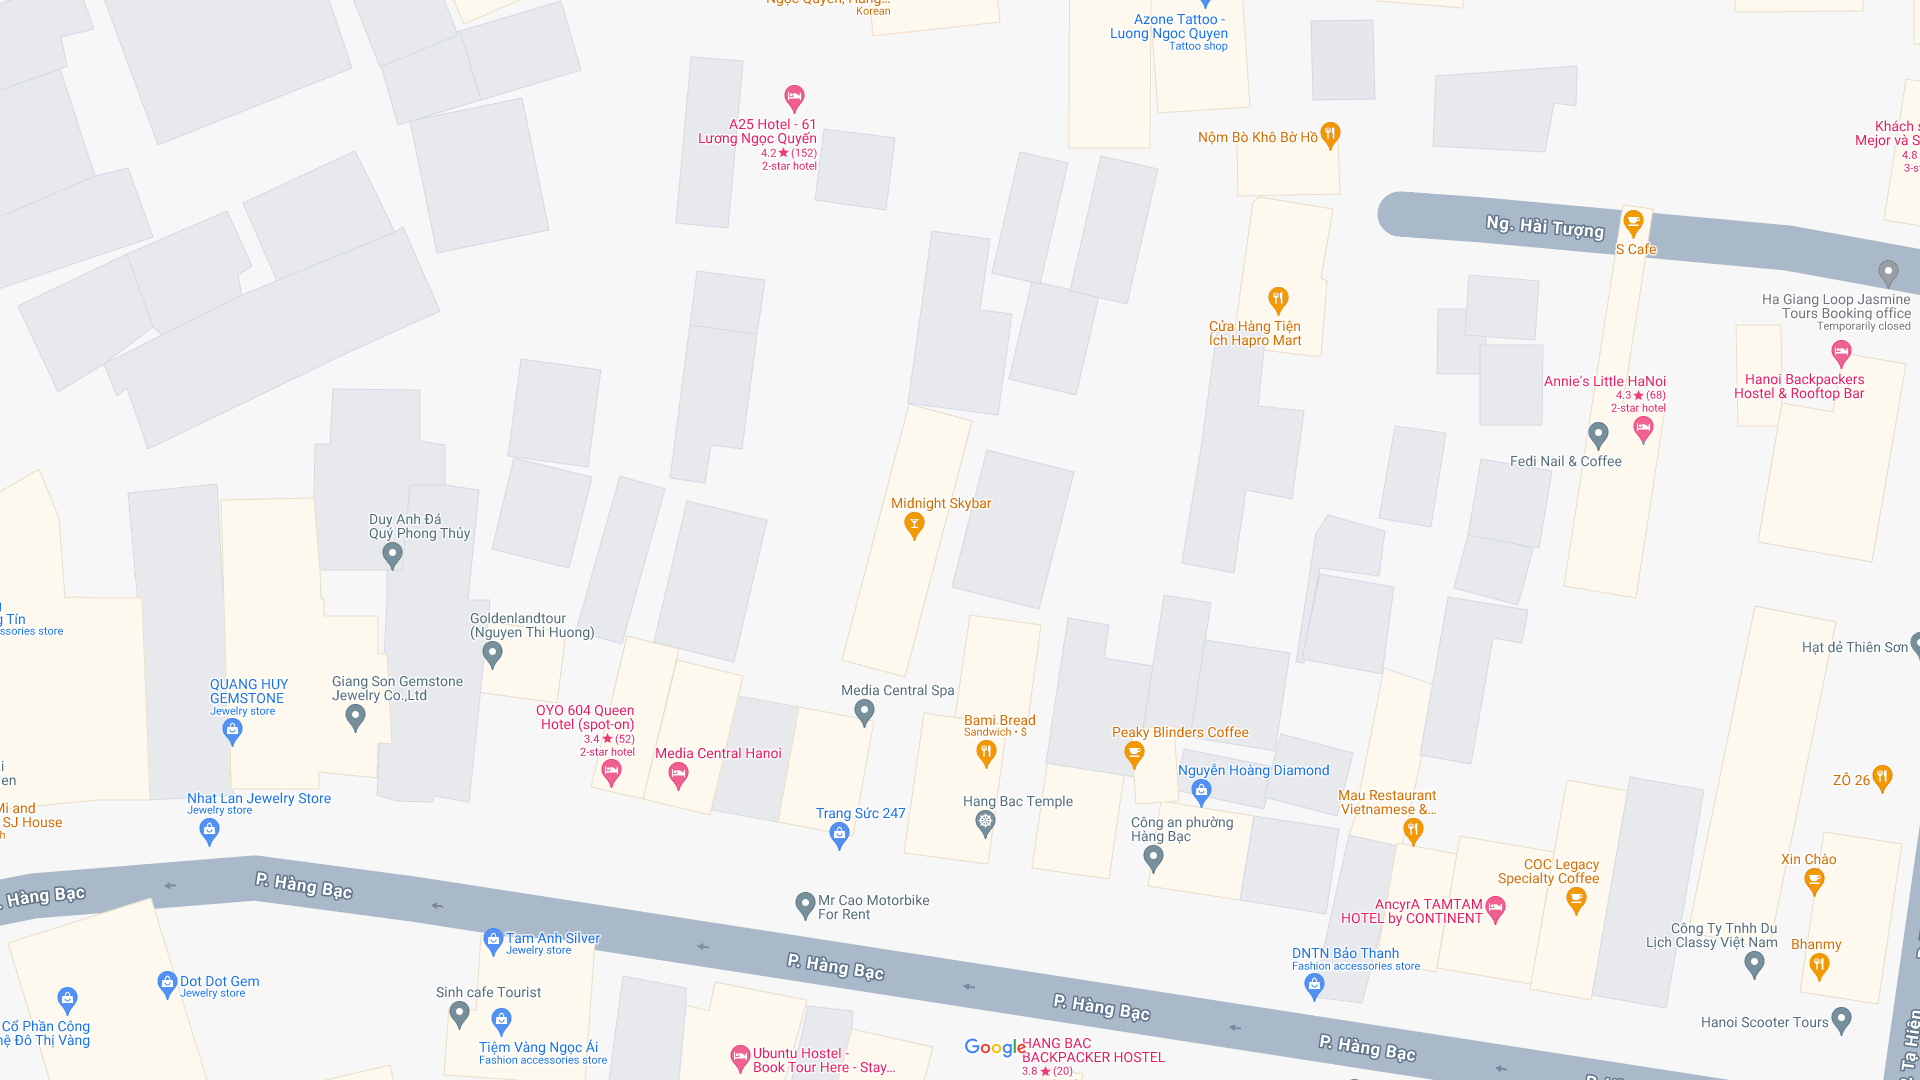 Korean
Azone Tattoo -
Luong Ngoc Quyen
Tattoo shop
A25 Hotel - 61
Lương Ngọc Quyến
4.2★(152)
2-star hotel
Nộm Bò Khô Bờ Hồ
Khách
Mejor và S
4.8
3-s
Ng. Hài Tượng
S Cafe
Ha Giang Loop Jasmine
Tours Booking office
Temporarily closed
Cửa Hàng Tiện
Ích Hapro Mart
Hanoi Backpackers
Hostel & Rooftop Bar
Annie's Little HaNoi
4.3★(68)
2-star hotel
Fedi Nail & Coffee
Midnight Skybar
Duy Anh Đá
Quý Phong Thủy
g Tín
ssories store
Goldenlandtour
(Nguyen Thi Huong)
Hạt dẻ Thiên Sơn
QUANG HUY
GEMSTONE
Jewelry store
Giang Son Gemstone
Jewelry Co.,Ltd
Media Central Spa
OYO 604 Queen
Hotel (spot-on)
3.4★(52)
2-star hotel
Media Central Hanoi
Bami Bread
Sandwich • $
Peaky Blinders Coffee
Nguyễn Hoàng Diamond
i
en
ZÔ 26
Nhat Lan Jewelry Store
Jewelry store
Mi and
SJ House
h
Trang Sức 247
Hang Bac Temple
Công an phường
Hàng Bạc
Mau Restaurant
Vietnamese &...
COC Legacy
Specialty Coffee
Xin Chào
. Hàng Bạc
P. Hàng Bạc
Mr Cao Motorbike
For Rent
AncyrA TAMTAM
HOTEL by CONTINENT
Công Ty Tnhh Du
Lịch Classy Việt Nam
Bhanmy
Tam Anh Silver
Jewelry store
P. Hàng Bạc
DNTN Bảo Thanh
Fashion accessories store
Dot Dot Gem
Jewelry store
Sinh cafe Tourist
P. Hàng Bạc
Cổ Phần Công
hệ Đô Thị Vàng
Tiệm Vàng Ngọc Ái
Fashion accessories store
Ubuntu Hostel -
Book Tour Here - Stay...
Google
HANG BAC
BACKPACKER HOSTEL
3.8★(20)
P. Hàng Bạc
Hanoi Scooter Tours
Tạ Hiện